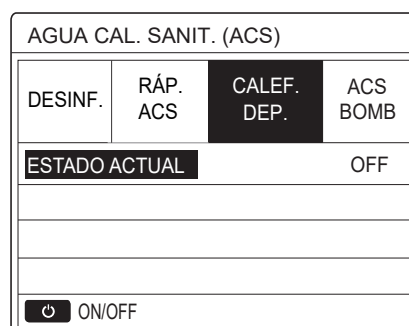 AGUA CAL. SANIT. (ACS)
DESINF.
RÁP.
ACS
CALEF.
DEP.
ACS
BOMB
ESTADO ACTUAL OFF
ON/OFF